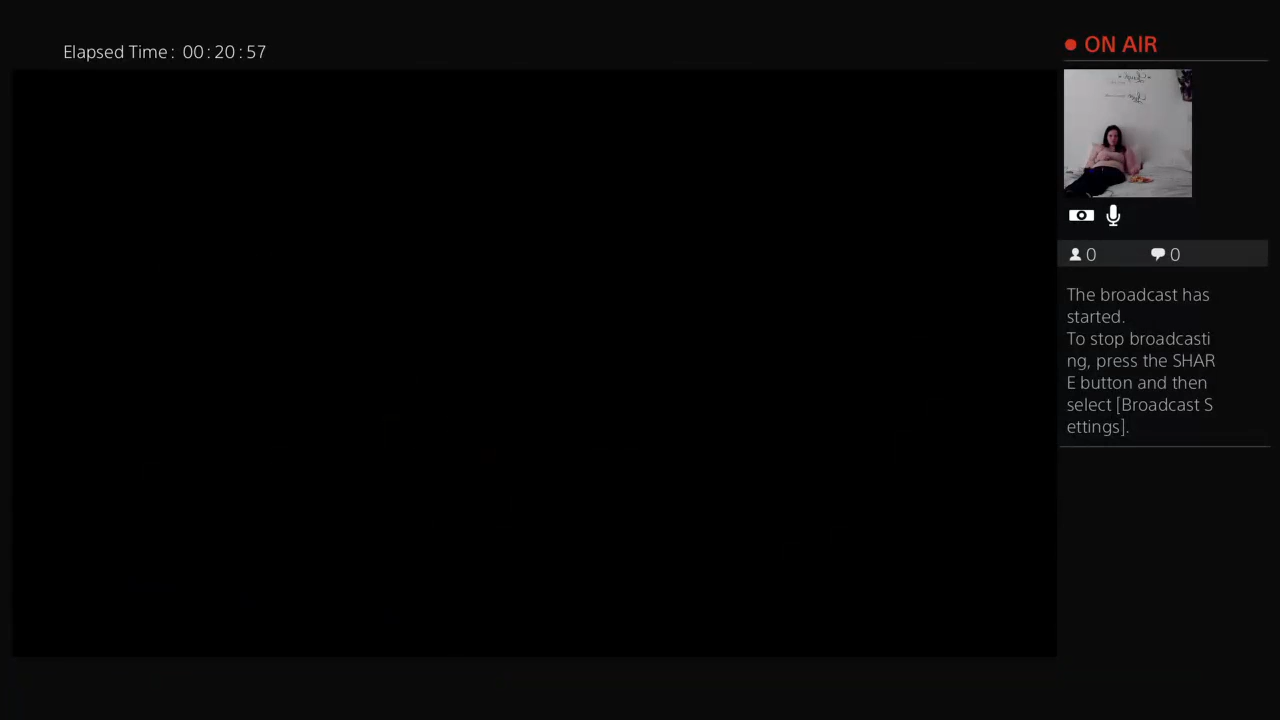 Elapsed Time: 00:20:57
ON AIR
0 0
The broadcast has
started.
To stop broadcasti
ng, press the SHAR
E button and then
select [Broadcast S
ettings].